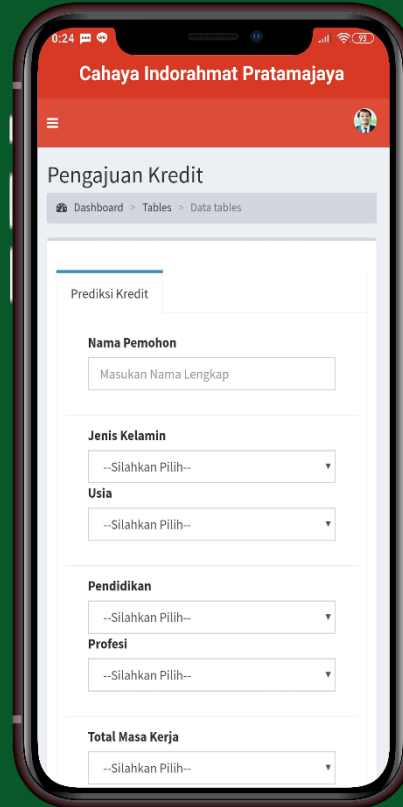 0:24
95
Cahaya Indorahmat Pratamajaya
Pengajuan Kredit
Dashboard > Tables > Data tables
Prediksi Kredit
Nama Pemohon
Masukan Nama Lengkap
Jenis Kelamin
--Silahkan Pilih--
Usia
--Silahkan Pilih--
Pendidikan
--Silahkan Pilih--
Profesi
--Silahkan Pilih--
Total Masa Kerja
--Silahkan Pilih--